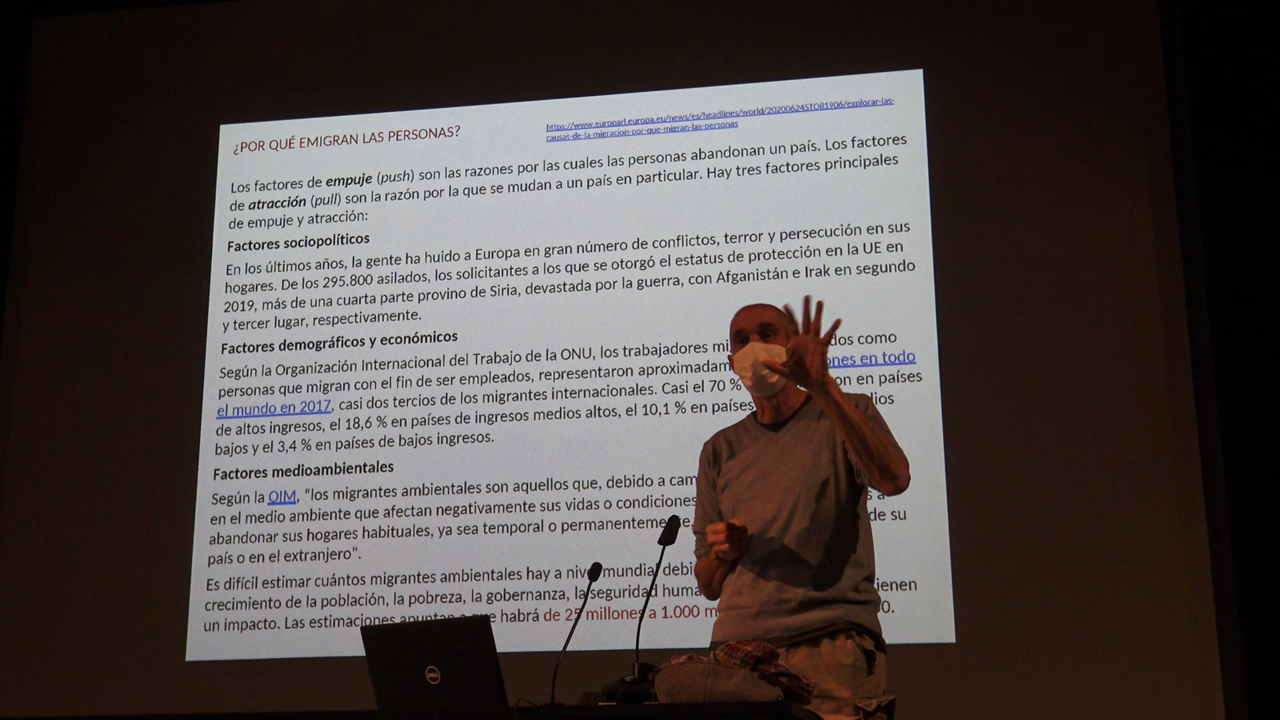 ¿POR QUÉ EMIGRAN LAS PERSONAS?
https://www.europarl.europa.eu/news/es/headlines/world/20200624STO81906/explorar-las-
causas-de-la-migracion-por-que-migran-las-personas
Los factores de empuje (push) son las razones por las cuales las personas abandonan un país. Los factores
de atracción (pull) son la razón por la que se mudan a un país en particular. Hay tres factores principales
de empuje y atracción:
Factores sociopolíticos
En los últimos años, la gente ha huido a Europa en gran número de conflictos, terror y persecución en sus
hogares. De los 295.800 asilados, los solicitantes a los que se otorgó el estatus de protección en la UE en
2019, más de una cuarta parte provino de Siria, devastada por la guerra, con Afganistán e Irak en segundo
y tercer lugar, respectivamente.
Factores demográficos y económicos
Según la Organización Internacional del Trabajo de la ONU, los trabajadores como
personas que migran con el fin de ser empleados, representaron en todo
el mundo en 2017, casi dos tercios de los migrantes internacionales. Casi el 70 % en países
de altos ingresos, el 18,6 % en países de ingresos medios altos, el 10,1 % en países
bajos y el 3,4 % en países de bajos ingresos.
Factores medioambientales
Según la OIM, "los migrantes ambientales son aquellos que, debido a
en el medio ambiente que afectan negativamente sus vidas o condiciones
abandonar sus hogares habituales, ya sea temporal o permanentemente, de su
país o en el extranjero".
Es difícil estimar cuántos migrantes ambientales hay a nivel mundial
crecimiento de la población, la pobreza, la gobernanza, la seguridad
un impacto. Las estimaciones apuntan a que habrá de 25 millones a 1.000
DELL